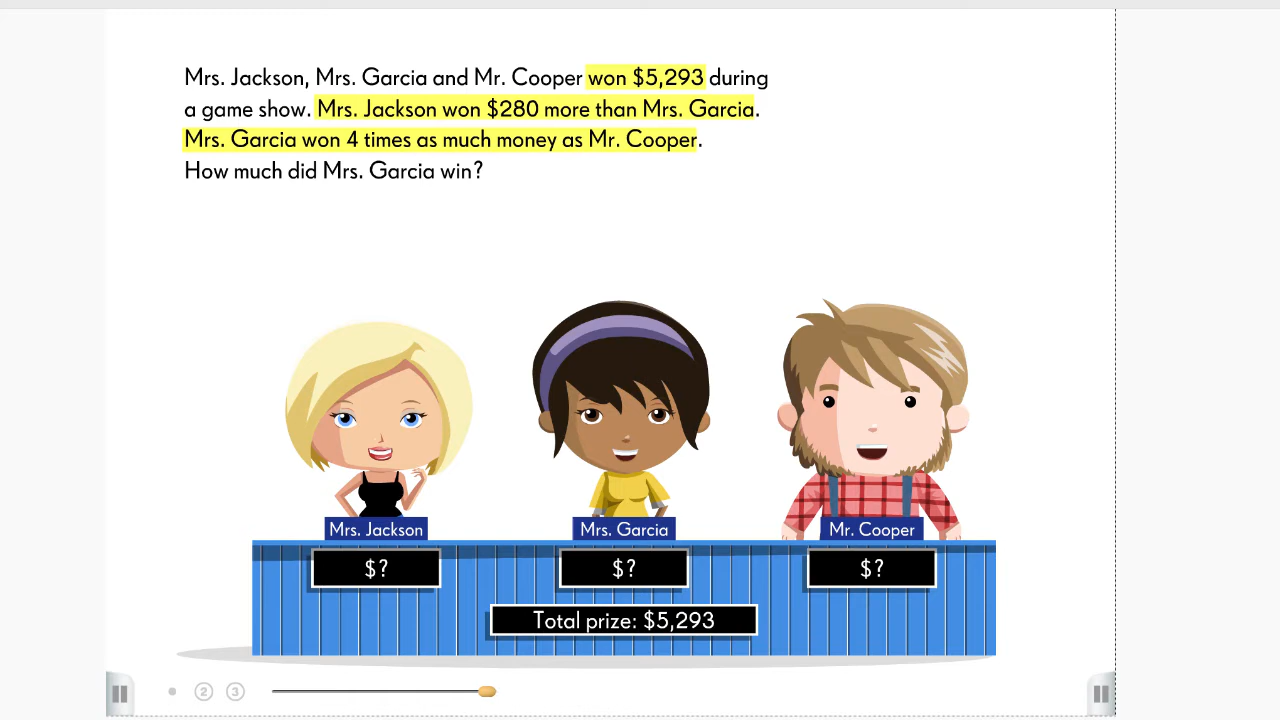 Mrs. Jackson, Mrs. Garcia and Mr. Cooper won $5,293 during
a game show. Mrs. Jackson won $280 more than Mrs. Garcia.
Mrs. Garcia won 4 times as much money as Mr. Cooper.
How much did Mrs. Garcia win?
Mrs. Jackson
Mrs. Garcia
Mr. Cooper
$?
$?
$?
Total prize: $5,293
2
3